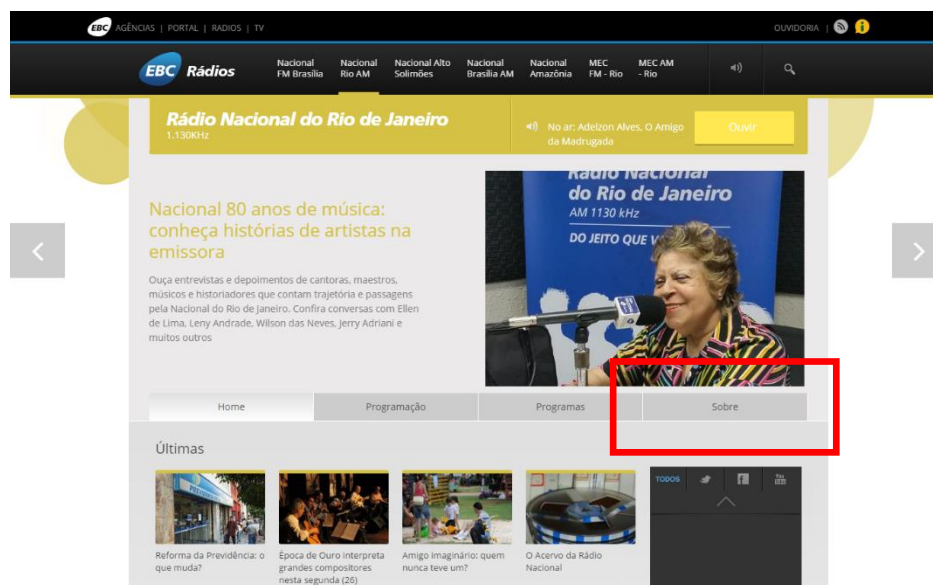 EBC AGÊNCIAS | PORTAL | RADIOS | TV
OUVIDORIA |
EBC Rádios
Nacional
FM Brasília
Nacional
Rio AM
Nacional Alto
Solimões
Nacional
Brasília AM
Nacional
Amazônia
MEC
FM - Rio
MEC AM
- Rio
Rádio Nacional do Rio de Janeiro
1.130KHz
No ar: Adelzon Alves, O Amigo
da Madrugada
Ouvir
Nacional 80 anos de música:
conheça histórias de artistas na
emissora
Ouça entrevistas e depoimentos de cantoras, maestros,
músicos e historiadores que contam trajetória e passagens
pela Nacional do Rio de Janeiro. Confira conversas com Ellen
de Lima, Leny Andrade, Wilson das Neves, Jerry Adriani e
muitos outros
Rádio Nacional
do Rio de Janeiro
AM 1130 kHz
DO JEITO QUE
Home
Programação
Programas
Sobre
Últimas
TODOS
You
Tube
Reforma da Previdência: o
que muda?
Época de Ouro interpreta
grandes compositores
nesta segunda (26)
Amigo imaginário: quem
nunca teve um?
O Acervo da Rádio
Nacional